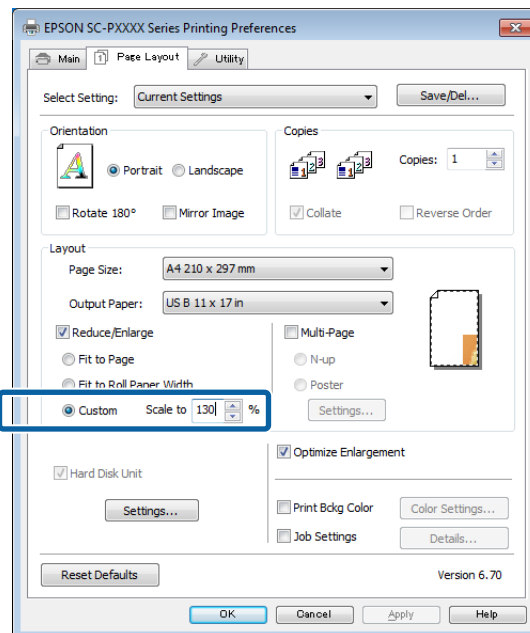 EPSON SC-PXXXX Series Printing Preferences
Main Page Layout Utility
Select Setting: Current Settings Save/Del...
Orientation Copies
Portrait Landscape Copies: 1
Rotate 180° Mirror Image Collate Reverse Order
Layout
Page Size: A4 210 x 297 mm
Output Paper: US B 11 x 17 in
Reduce/Enlarge Multi-Page
Fit to Page N-up
Fit to Roll Paper Width Poster
Custom Scale to 130 % Settings...
Optimize Enlargement
Hard Disk Unit
Settings... Print Bckg Color Color Settings...
Job Settings Details...
Reset Defaults Version 6.70
OK Cancel Apply Help